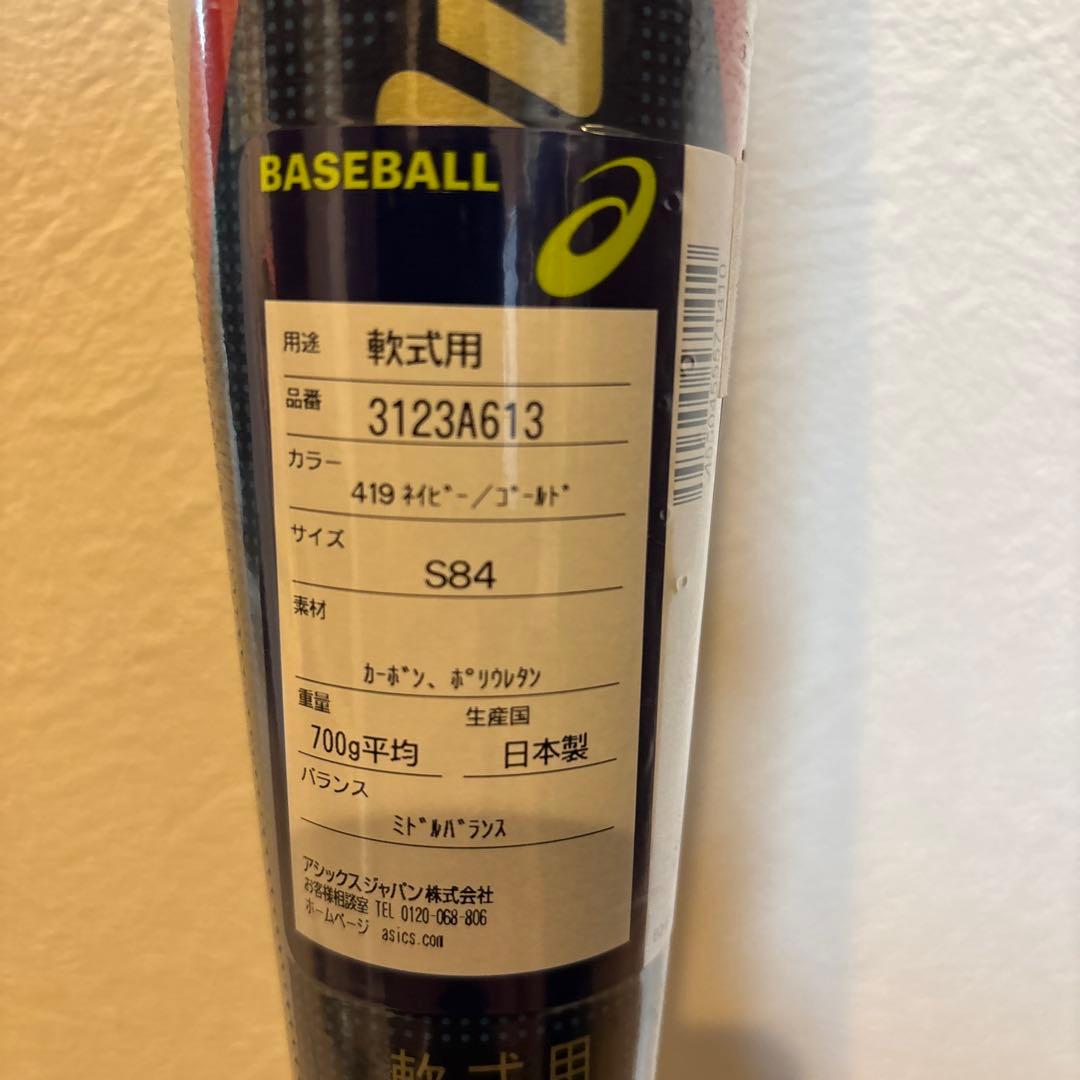 BASEBALL
用途 軟式用
品番 3123A613
カラー
419 ﾈｲﾋﾞｰ/ｺﾞｰﾙﾄﾞ
サイズ
S84
素材
ｶｰﾎﾞﾝ、ﾎﾟﾘｳﾚﾀﾝ
重量 生産国
700g平均 日本製
バランス
ﾐﾄﾞﾙﾊﾞﾗﾝｽ
アシックスジャパン株式会社
お客様相談室 TEL 0120-068-806
ホームページ asics.com
軟式用